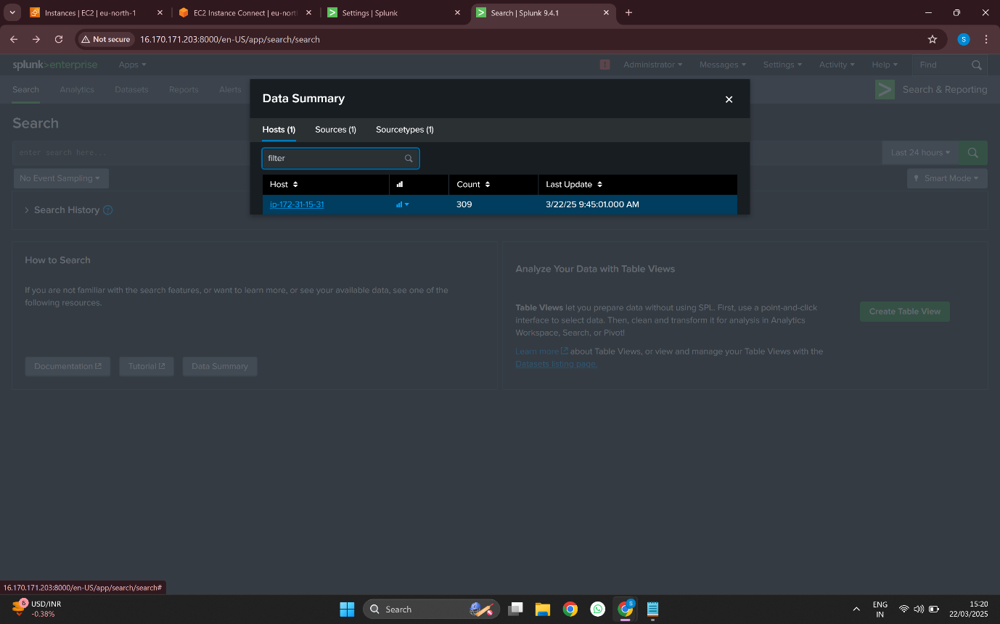 Instances | EC2 | eu-north-1
EC2 Instance Connect | eu-nort
Settings | Splunk
Search | Splunk 9.4.1
Not secure
16.170.171.203:8000/en-US/app/search/search
S
splunk>enterprise
Apps
!
Administrator
Messages
Settings
Activity
Help
Find
Search
Analytics
Datasets
Reports
Alerts
Search & Reporting
Data Summary
Search
Hosts (1)
Sources (1)
Sourcetypes (1)
enter search here...
Last 24 hours
filter
No Event Sampling
Smart Mode
Host
Count
Last Update
ip-172-31-15-31
309
3/22/25 9:45:01.000 AM
Search History ?
How to Search
If you are not familiar with the search features, or want to learn more, or see your available data, see one of the
following resources.
Documentation
Tutorial
Data Summary
Analyze Your Data with Table Views
Table Views let you prepare data without using SPL. First, use a point-and-click
interface to select data. Then, clean and transform it for analysis in Analytics
Workspace, Search, or Pivot!
Learn more about Table Views, or view and manage your Table Views with the
Datasets listing page.
Create Table View
16.170.171.203:8000/en-US/app/search/search#
6
USD/INR
-0.38%
Search
S
ENG
IN
15:20
22/03/2025